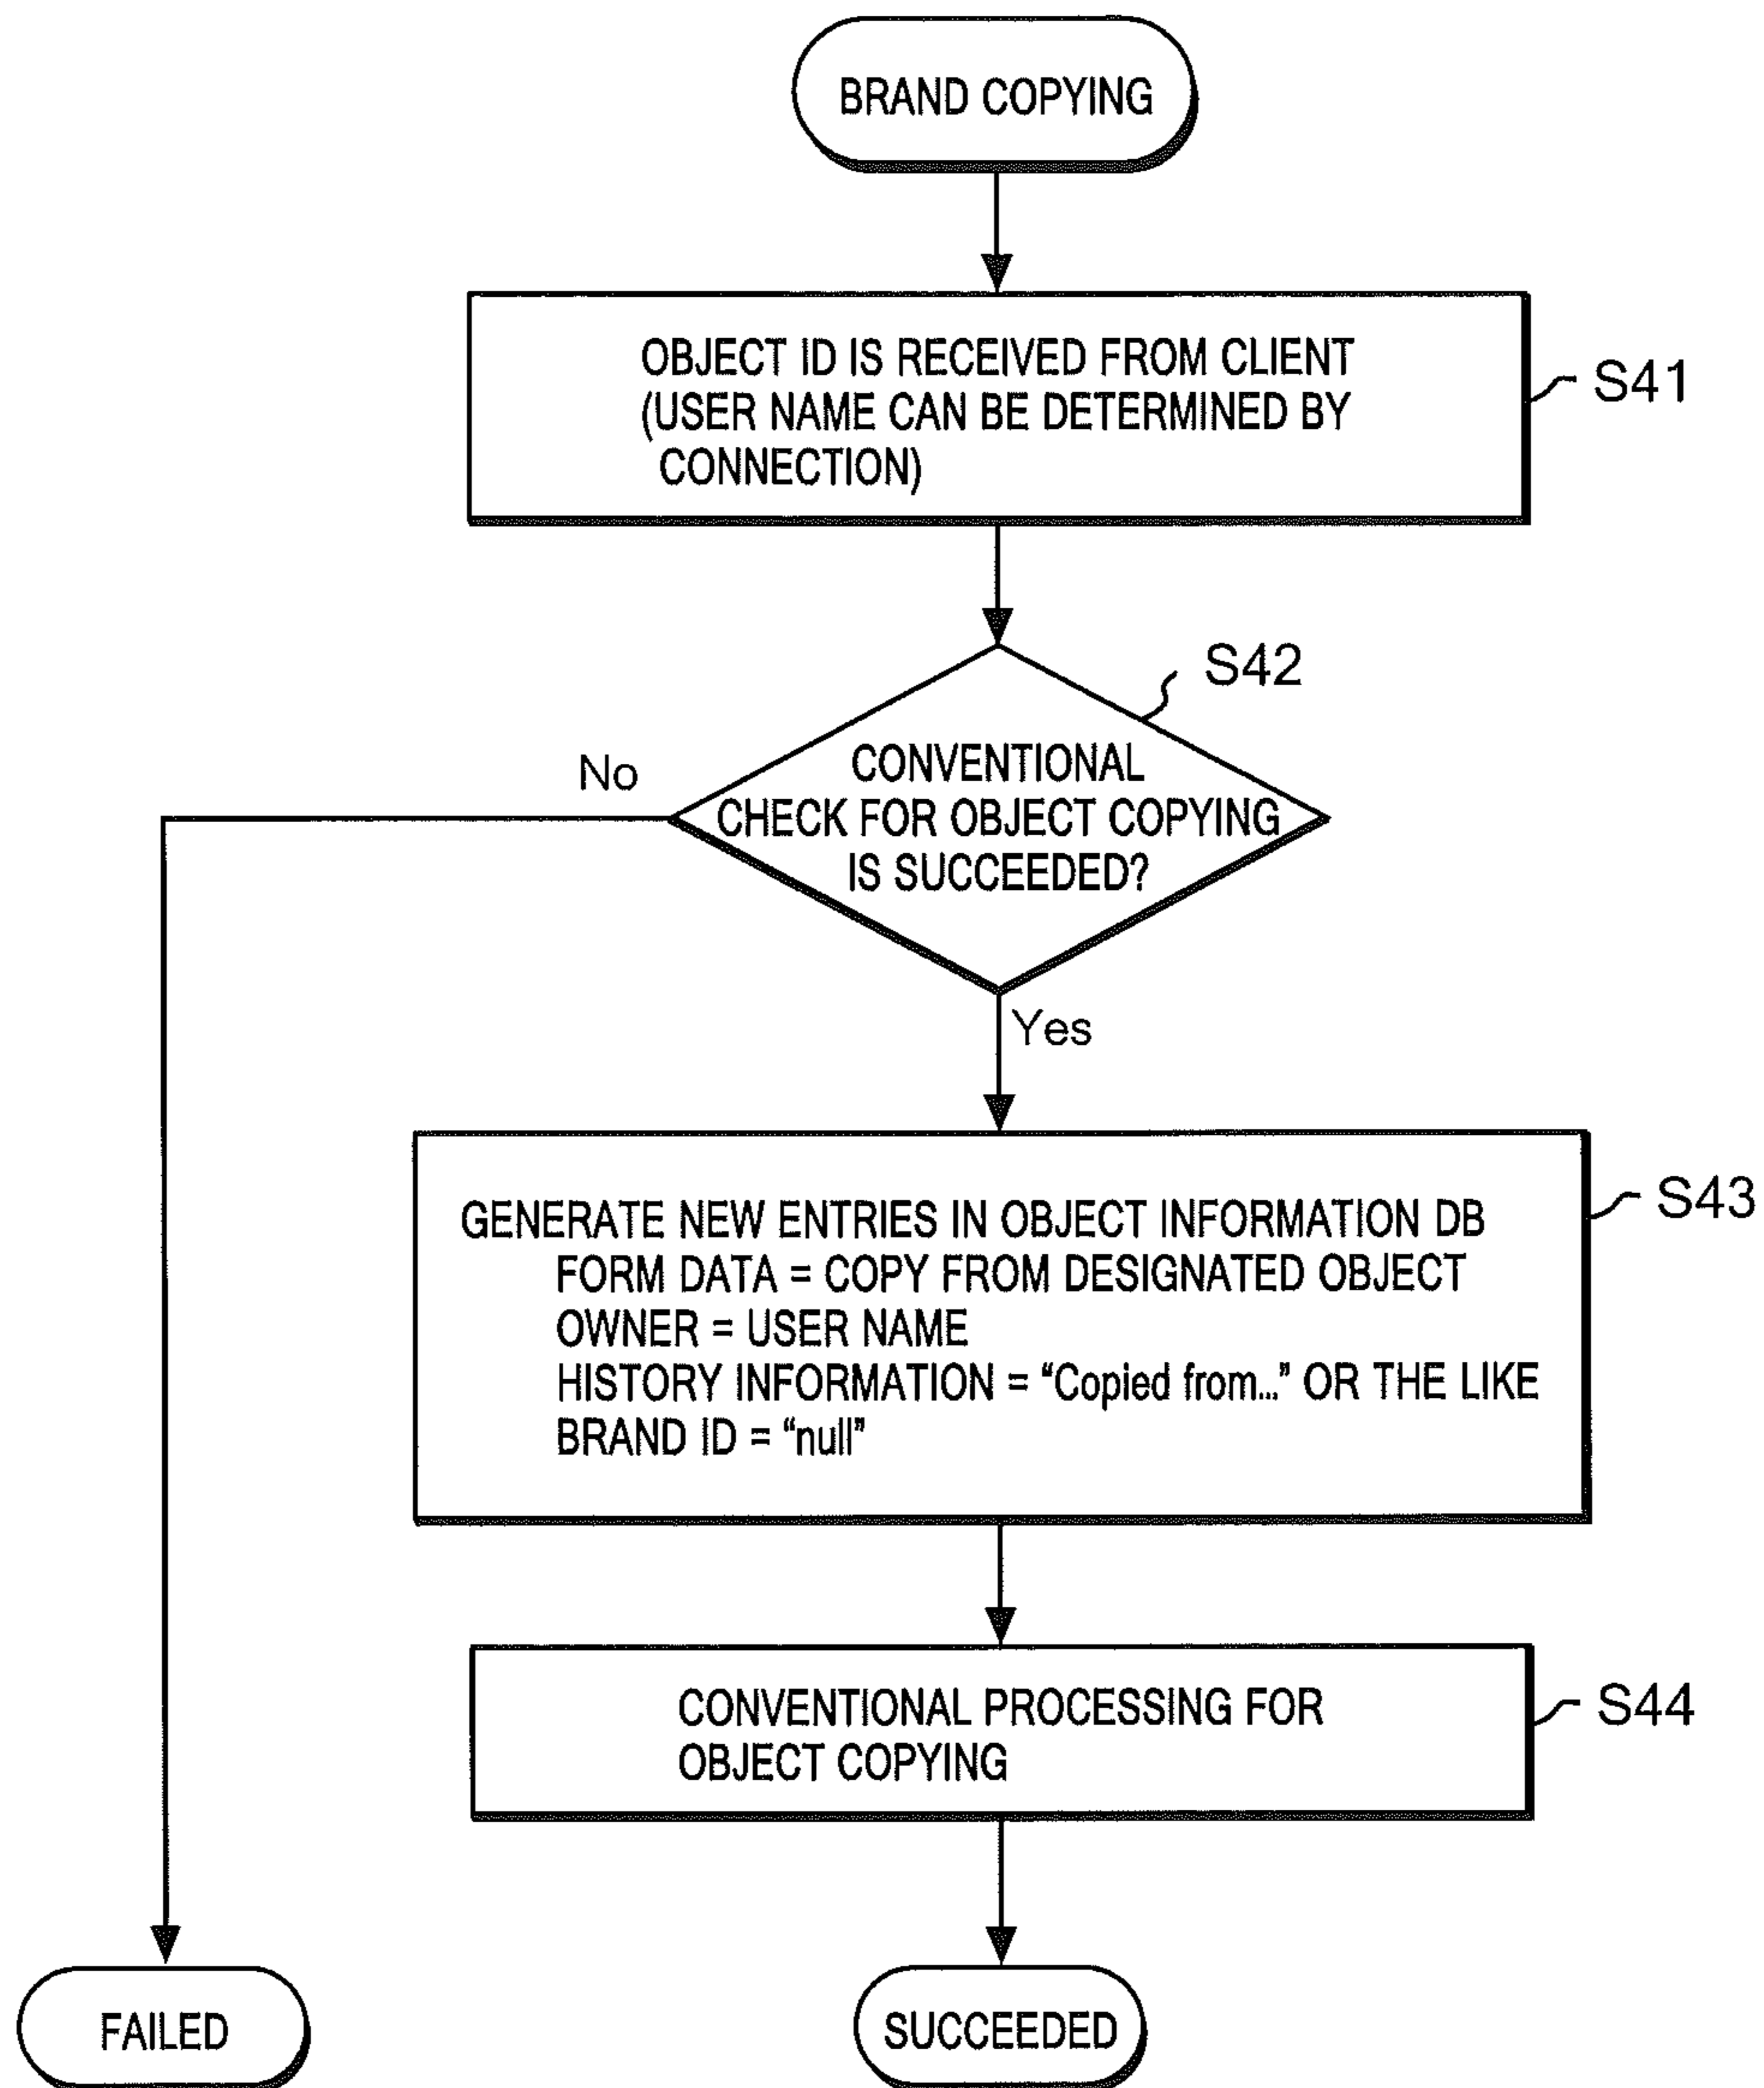 BRAND COPYING
OBJECT ID IS RECEIVED FROM CLIENT
(USER NAME CAN BE DETERMINED BY
CONNECTION)
S41
S42
No
CONVENTIONAL
CHECK FOR OBJECT COPYING
IS SUCCEEDED?
Yes
S43
GENERATE NEW ENTRIES IN OBJECT INFORMATION DB
FORM DATA = COPY FROM DESIGNATED OBJECT
OWNER = USER NAME
HISTORY INFORMATION = “Copied from...” OR THE LIKE
BRAND ID = “null”
CONVENTIONAL PROCESSING FOR
OBJECT COPYING
S44
FAILED
SUCCEEDED